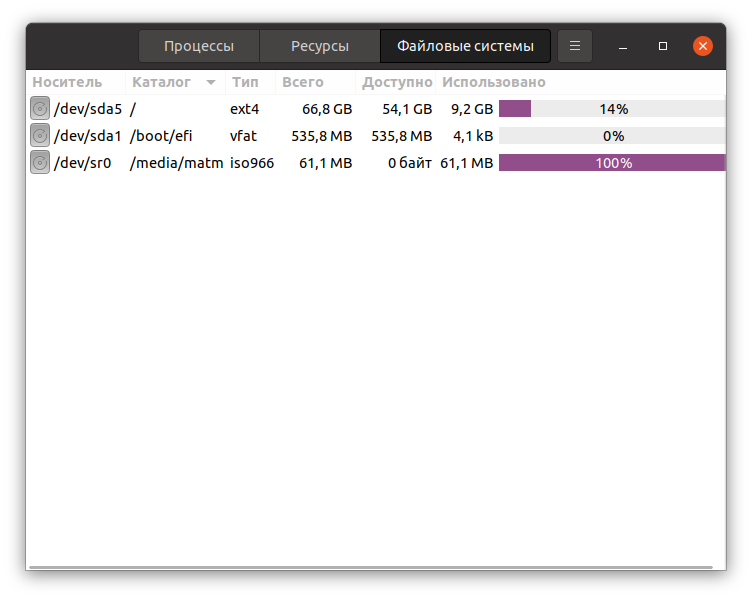 Процессы Ресурсы Файловые системы
Носитель Каталог Тип Всего Доступно Использовано
/dev/sda5 / ext4 66,8 GB 54,1 GB 9,2 GB 14%
/dev/sda1 /boot/efi vfat 535,8 MB 535,8 MB 4,1 kB 0%
/dev/sr0 /media/matm iso966 61,1 MB 0 байт 61,1 MB 100%